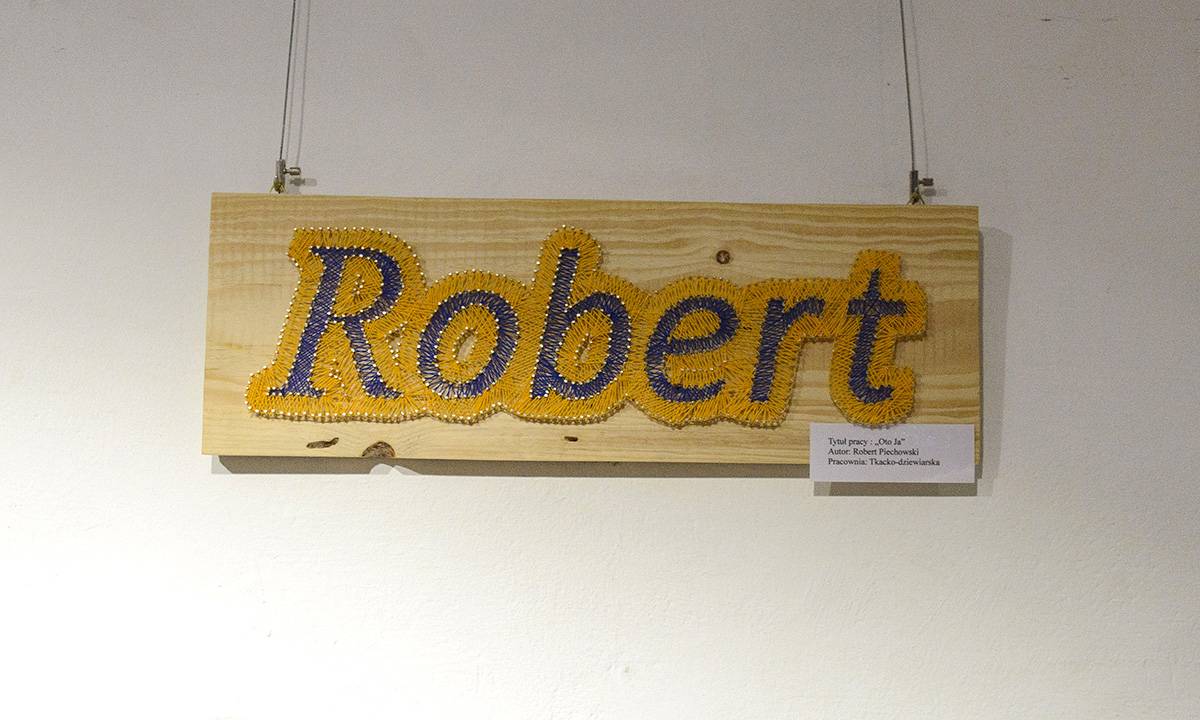 Robert
Tytuł pracy : „Oto Ja”
Autor: Robert Piechowski
Pracownia: Tkacko-dziewiarska